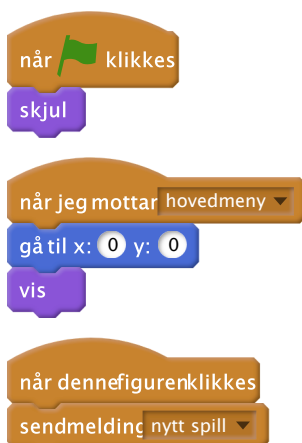 når klikkes
skjul
når jeg mottar hovedmeny
gå til x: 0 y: 0
vis
når denne figuren klikkes
send melding nytt spill